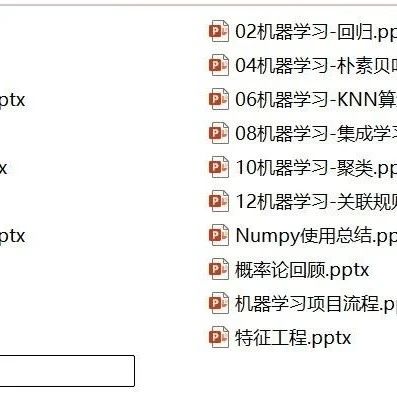 02机器学习-回归.pp
04机器学习-朴素贝
ptx
06机器学习-KNN算
08机器学习-集成学习
x
10机器学习-聚类.pp
12机器学习-关联规则
ptx
Numpy使用总结.pp
概率论回顾.pptx
机器学习项目流程.pp
特征工程.pptx